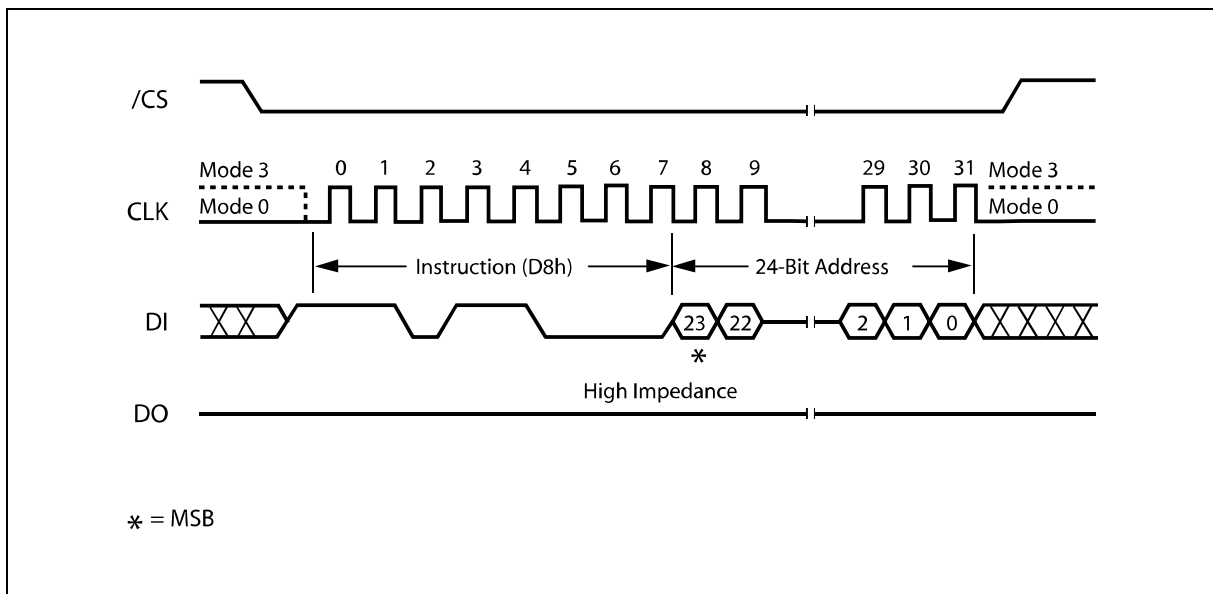 /CS
Mode 3 0 1 2 3 4 5 6 7 8 9 29 30 31 Mode 3
CLK Mode 0 Mode 0
Instruction (D8h) 24-Bit Address
DI 23 22 2 1 0
*
High Impedance
DO
* = MSB